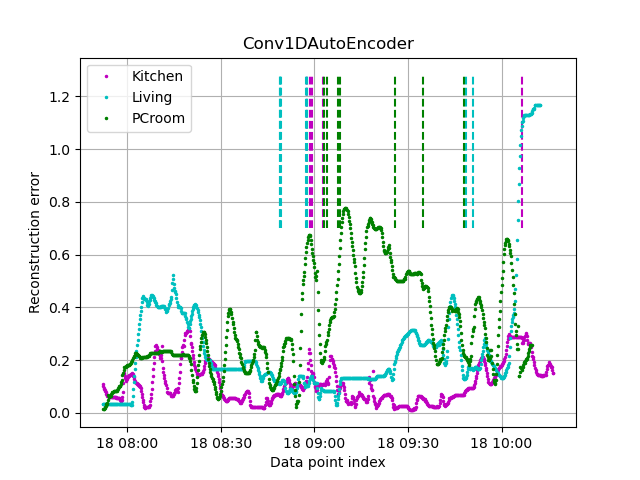 Conv1DAutoEncoder
Kitchen
Living
PCroom
Reconstruction error
1.2
1.0
0.8
0.6
0.4
0.2
0.0
18 08:00 18 08:30 18 09:00 18 09:30 18 10:00
Data point index